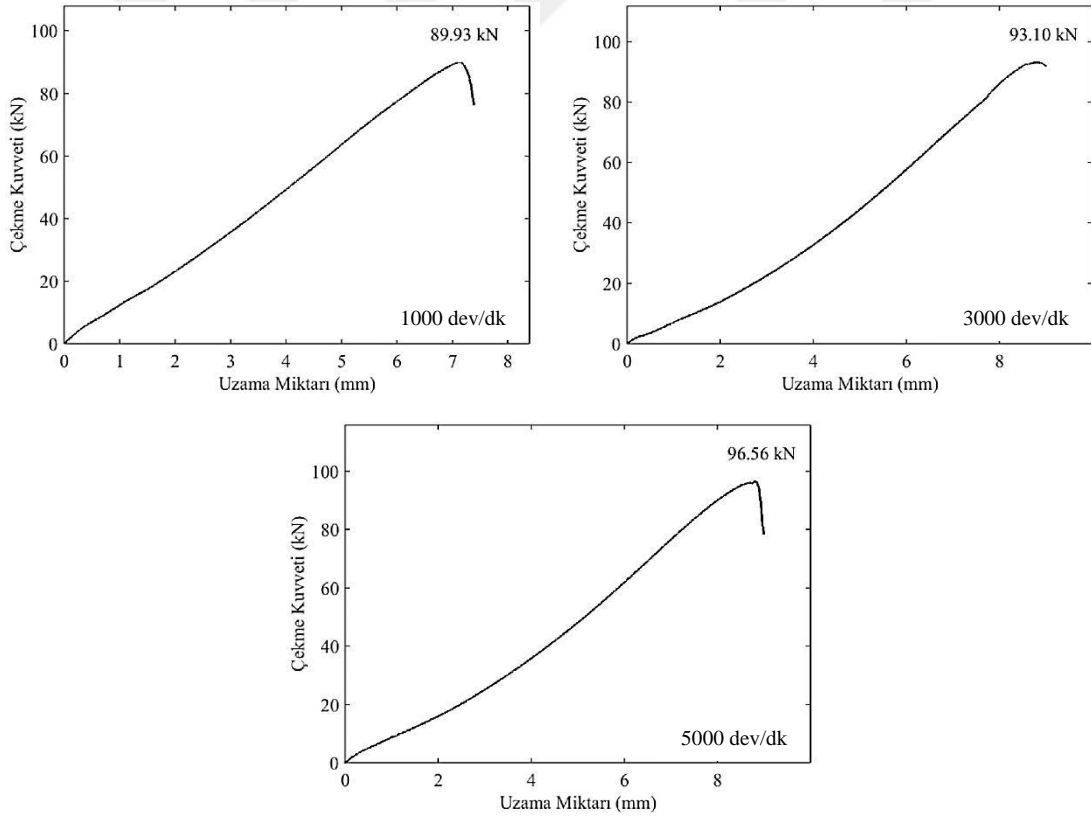 89.93 kN
100
80
60
40
20
0
Çekme Kuvveti (kN)
1000 dev/dk
0 1 2 3 4 5 6 7 8
Uzama Miktarı (mm)
93.10 kN
100
80
60
40
20
0
Çekme Kuvveti (kN)
3000 dev/dk
0 2 4 6 8
Uzama Miktarı (mm)
96.56 kN
100
80
60
40
20
0
Çekme Kuvveti (kN)
5000 dev/dk
0 2 4 6 8
Uzama Miktarı (mm)